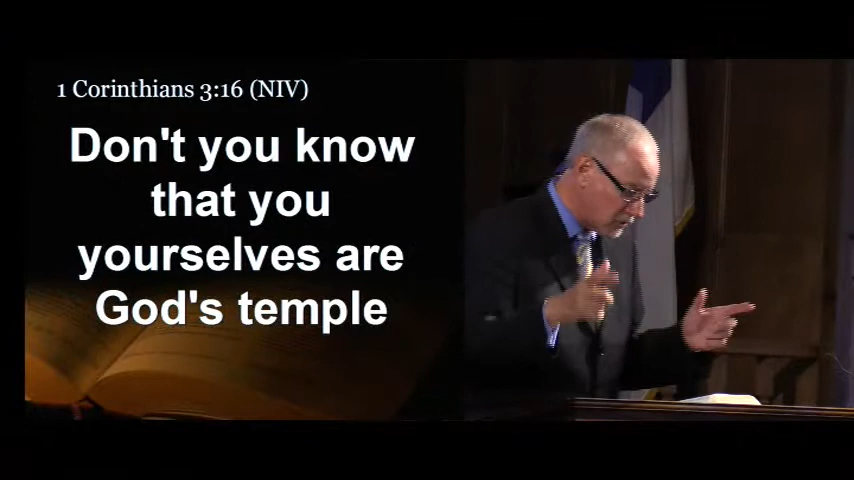 1 Corinthians 3:16 (NIV)
Don't you know
that you
yourselves are
God's temple